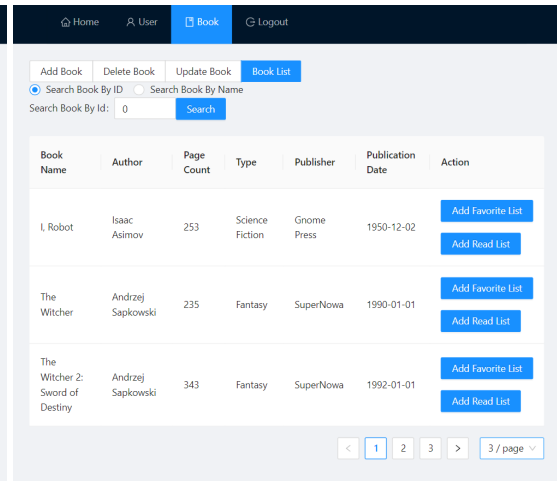 Home User Book Logout
Add Book Delete Book Update Book Book List
Search Book By ID Search Book By Name
Search Book By Id: 0 Search
Book Name Author Page Count Type Publisher Publication Date Action
I, Robot Isaac Asimov 253 Science Fiction Gnome Press 1950-12-02 Add Favorite List
Add Read List
The Witcher Andrzej Sapkowski 235 Fantasy SuperNowa 1990-01-01 Add Favorite List
Add Read List
The Witcher 2: Sword of Destiny Andrzej Sapkowski 343 Fantasy SuperNowa 1992-01-01 Add Favorite List
Add Read List
< 1 2 3 > 3 / page